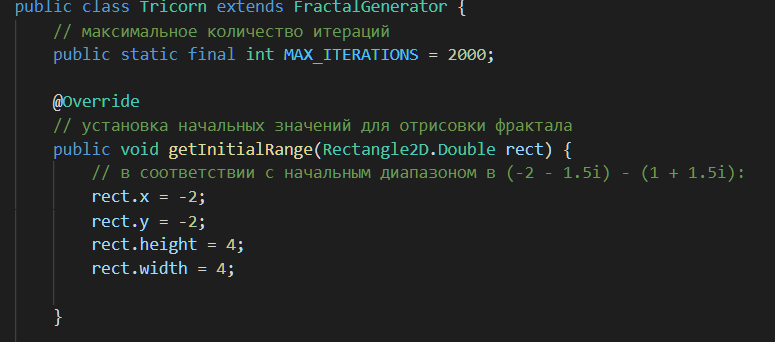 public class Tricorn extends FractalGenerator {
// максимальное количество итераций
public static final int MAX_ITERATIONS = 2000;
@Override
// установка начальных значений для отрисовки фрактала
public void getInitialRange(Rectangle2D.Double rect) {
// в соответствии с начальным диапазоном в (-2 - 1.5i) - (1 + 1.5i):
rect.x = -2;
rect.y = -2;
rect.height = 4;
rect.width = 4;
}